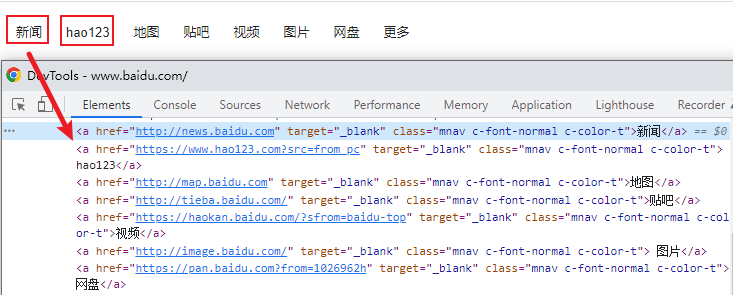 新闻 hao123 地图 贴吧 视频 图片 网盘 更多
DevTools - www.baidu.com/
Elements Console Sources Network Performance Memory Application Lighthouse Recorder
<a href="http://news.baidu.com" target="_blank" class="mnav c-font-normal c-color-t">新闻</a> == $0
<a href="https://www.hao123.com?src=from_pc" target="_blank" class="mnav c-font-normal c-color-t">
hao123</a>
<a href="http://map.baidu.com" target="_blank" class="mnav c-font-normal c-color-t">地图</a>
<a href="http://tieba.baidu.com/" target="_blank" class="mnav c-font-normal c-color-t">贴吧</a>
<a href="https://haokan.baidu.com/?sfrom=baidu-top" target="_blank" class="mnav c-font-normal c-col
or-t">视频</a>
<a href="http://image.baidu.com/" target="_blank" class="mnav c-font-normal c-color-t"> 图片</a>
<a href="https://pan.baidu.com?from=1026962h" target="_blank" class="mnav c-font-normal c-color-t">
网盘</a>